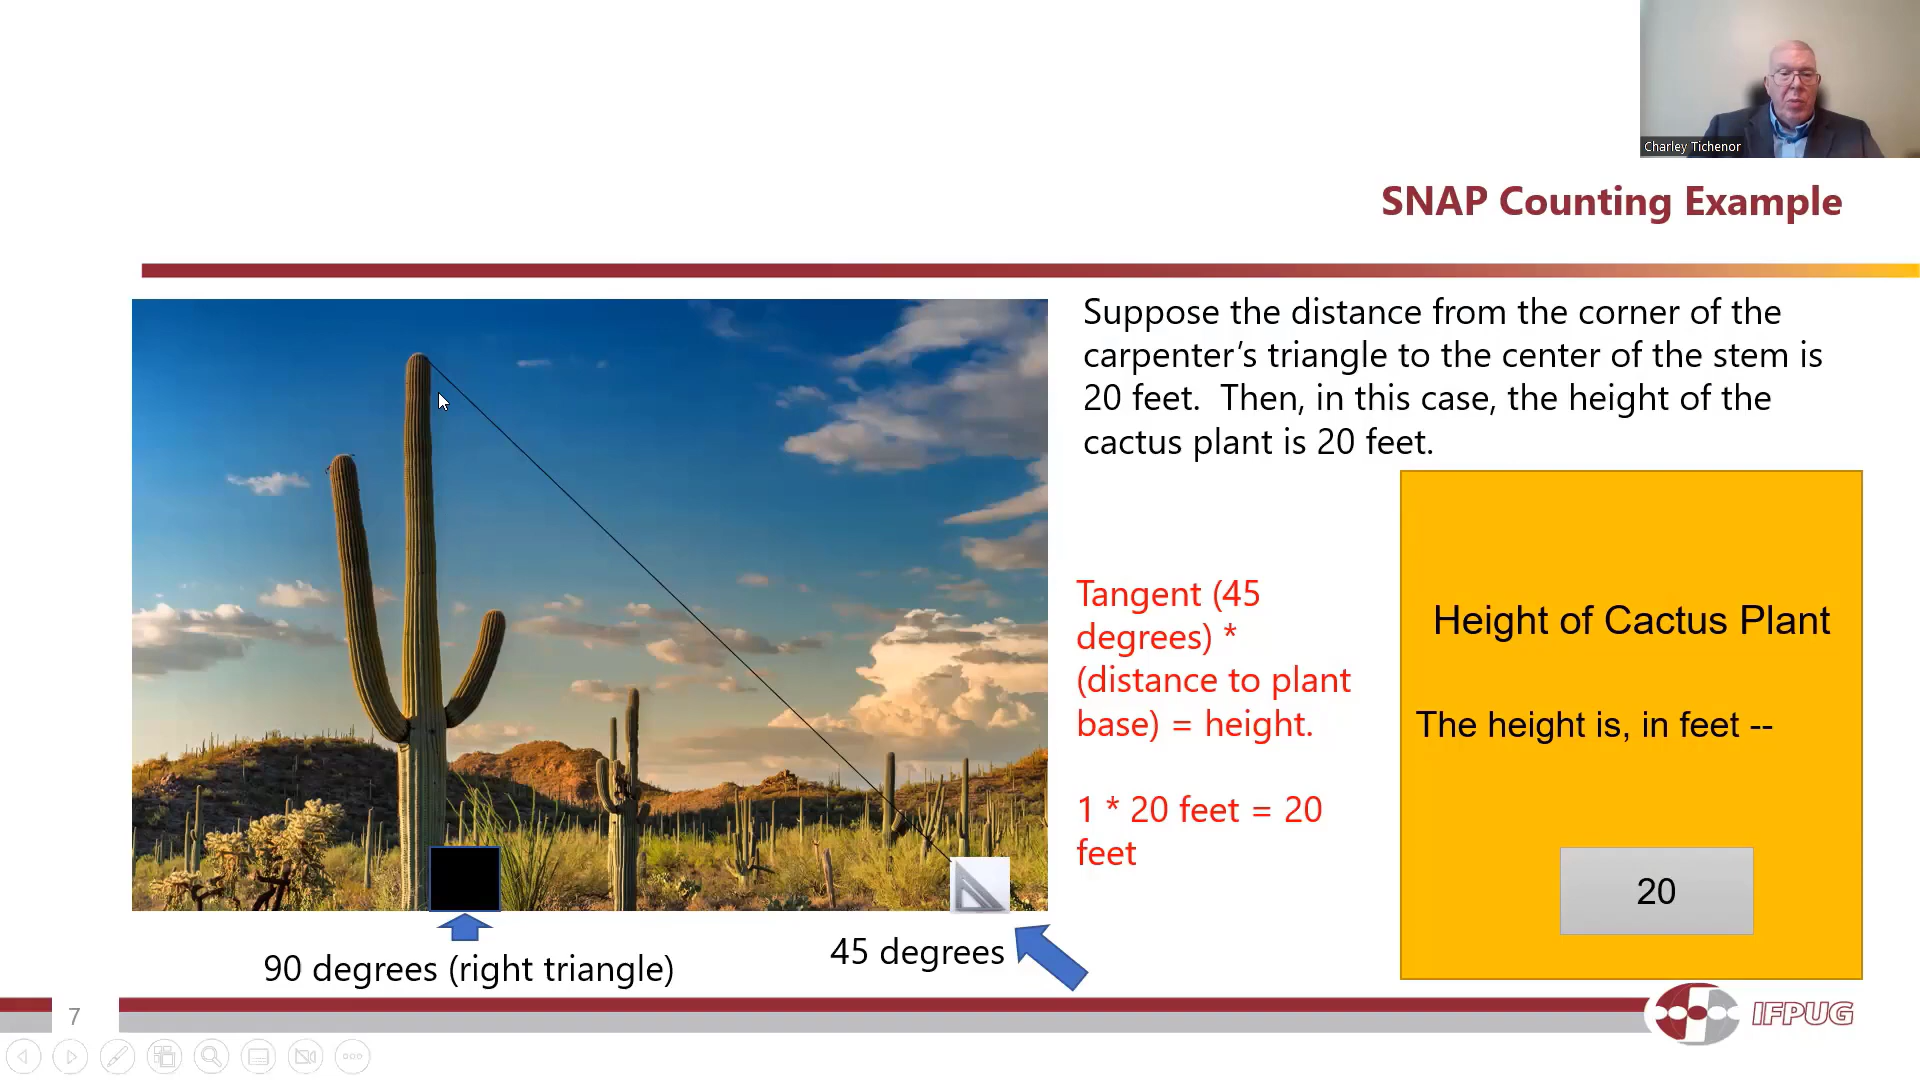 Charley Tichenor
SNAP Counting Example
Suppose the distance from the corner of the
carpenter’s triangle to the center of the stem is
20 feet.  Then, in this case, the height of the
cactus plant is 20 feet.
Tangent (45
degrees) *
(distance to plant
base) = height.
1 * 20 feet = 20
feet
Height of Cactus Plant
The height is, in feet --
20
90 degrees (right triangle)
45 degrees
7
IFPUG